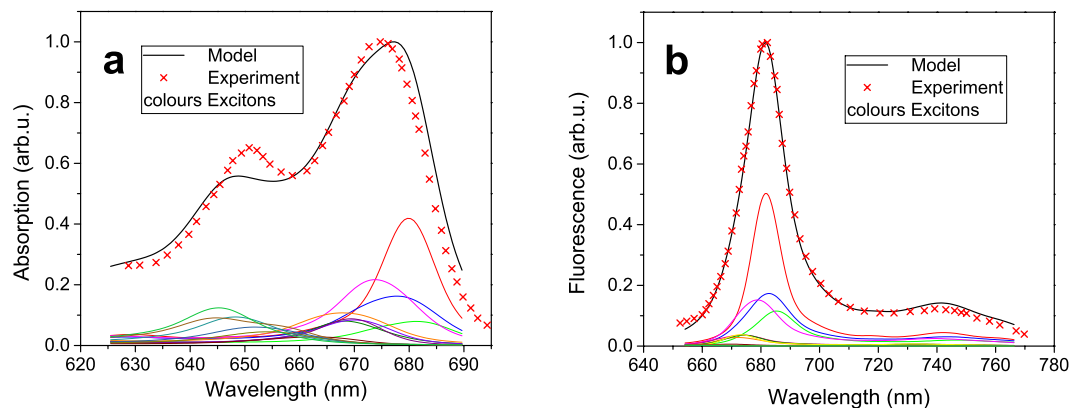 a
Model
Experiment
colours Excitons
Absorption (arb.u.)
1.0
0.8
0.6
0.4
0.2
0.0
620 630 640 650 660 670 680 690
Wavelength (nm)
b
Model
Experiment
colours Excitons
Fluorescence (arb.u.)
1.0
0.8
0.6
0.4
0.2
0.0
640 660 680 700 720 740 760 780
Wavelength (nm)